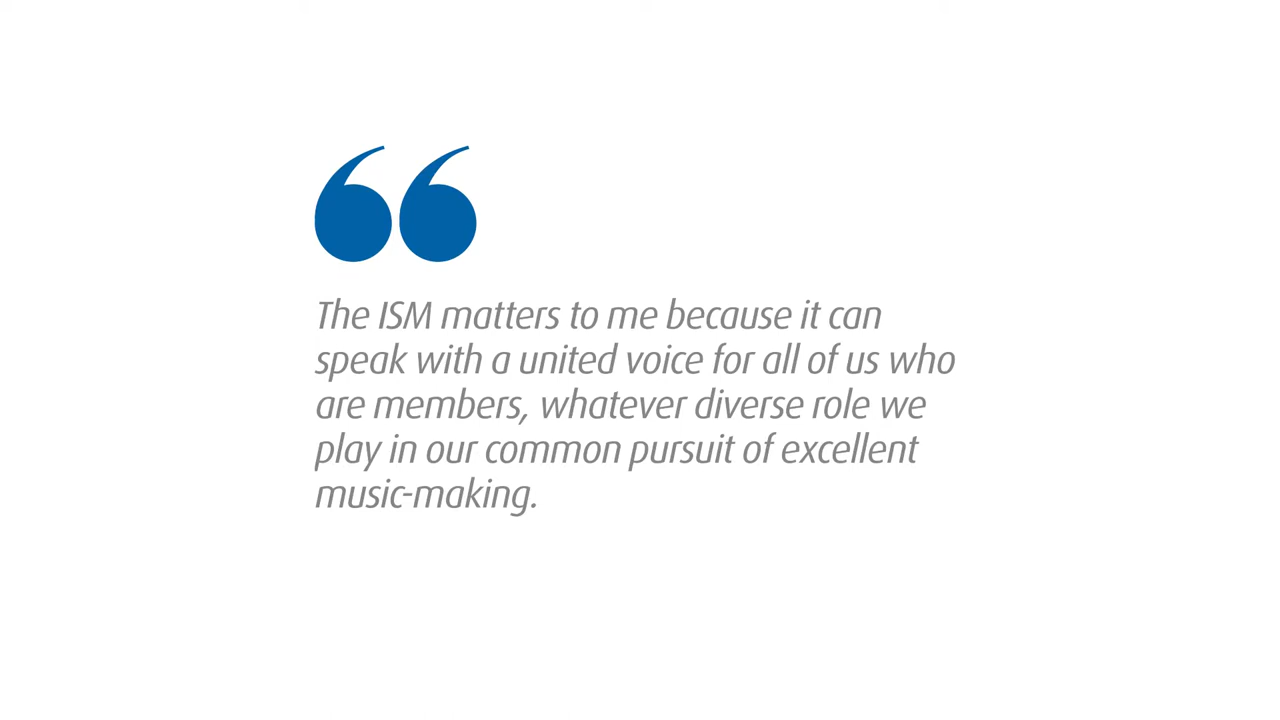 The ISM matters to me because it can
speak with a united voice for all of us who
are members, whatever diverse role we
play in our common pursuit of excellent
music-making.